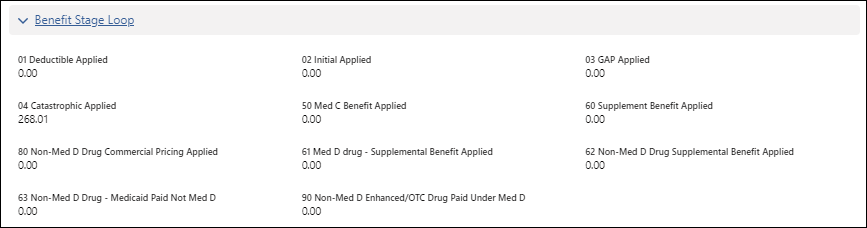 Benefit Stage Loop
01 Deductible Applied
0.00
02 Initial Applied
0.00
03 GAP Applied
0.00
04 Catastrophic Applied
268.01
50 Med C Benefit Applied
0.00
60 Supplement Benefit Applied
0.00
80 Non-Med D Drug Commercial Pricing Applied
0.00
61 Med D drug - Supplemental Benefit Applied
0.00
62 Non-Med D Drug Supplemental Benefit Applied
0.00
63 Non-Med D Drug - Medicaid Paid Not Med D
0.00
90 Non-Med D Enhanced/OTC Drug Paid Under Med D
0.00